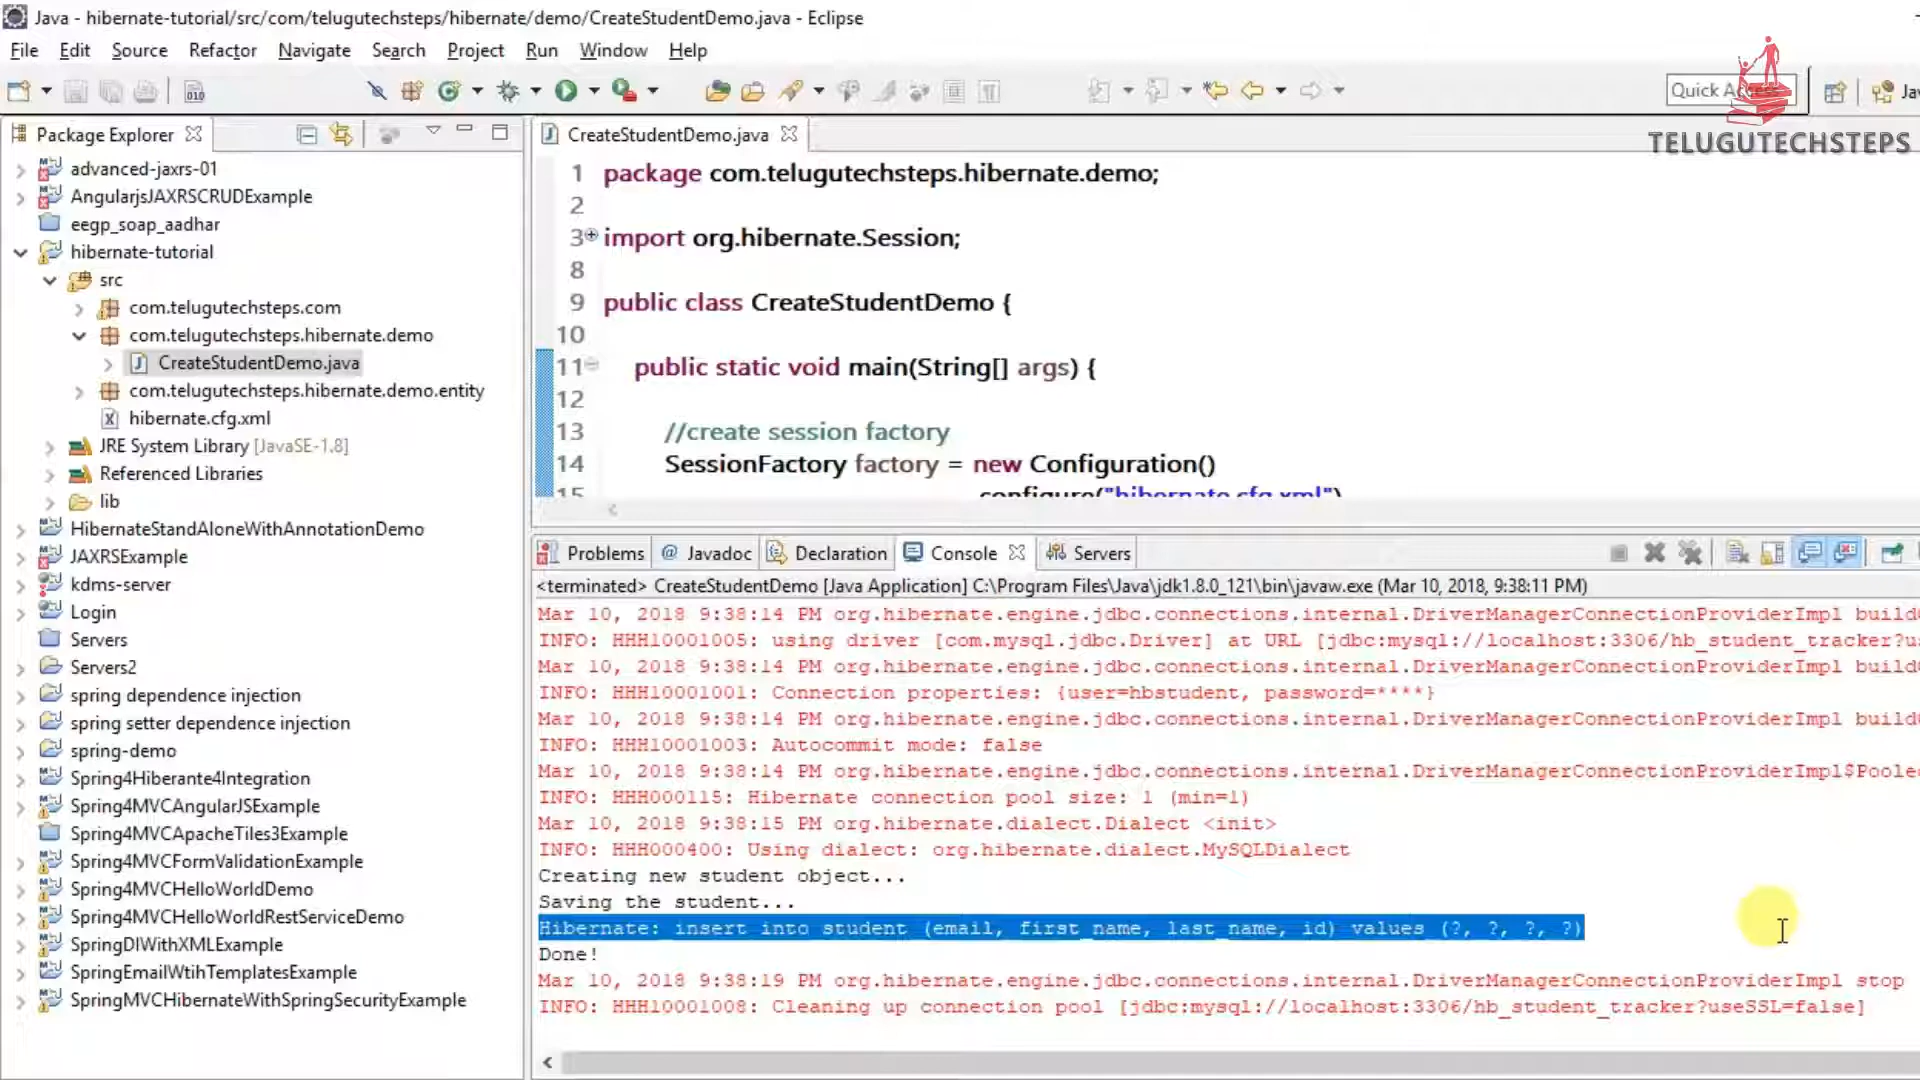 Java - hibernate-tutorial/src/com/telugutechsteps/hibernate/demo/CreateStudentDemo.java - Eclipse
File Edit Source Refactor Navigate Search Project Run Window Help
Quick
TELUGUTECHSTEPS
Package Explorer
advanced-jaxrs-01
AngularjsJAXRSCRUDExample
eegp_soap_aadhar
hibernate-tutorial
src
com.telugutechsteps.com
com.telugutechsteps.hibernate.demo
CreateStudentDemo.java
com.telugutechsteps.hibernate.demo.entity
hibernate.cfg.xml
JRE System Library [JavaSE-1.8]
Referenced Libraries
lib
HibernateStandAloneWithAnnotationDemo
JAXRSExample
kdms-server
Login
Servers
Servers2
spring dependence injection
spring setter dependence injection
spring-demo
Spring4Hiberante4Integration
Spring4MVCAngularJSExample
Spring4MVCApacheTiles3Example
Spring4MVCFormValidationExample
Spring4MVCHelloWorldDemo
Spring4MVCHelloWorldRestServiceDemo
SpringDIWithXMLExample
SpringEmailWtihTemplatesExample
SpringMVCHibernateWithSpringSecurityExample
CreateStudentDemo.java
1 package com.telugutechsteps.hibernate.demo;
2
3 import org.hibernate.Session;
8
9 public class CreateStudentDemo {
10
11 public static void main(String[] args) {
12
13 //create session factory
14 SessionFactory factory = new Configuration()
15 .configure("hibernate.cfg.xml")
Problems Javadoc Declaration Console Servers
<terminated> CreateStudentDemo [Java Application] C:\Program Files\Java\jdk1.8.0_121\bin\javaw.exe (Mar 10, 2018, 9:38:11 PM)
Mar 10, 2018 9:38:14 PM org.hibernate.engine.jdbc.connections.internal.DriverManagerConnectionProviderImpl build
INFO: HHH10001005: using driver [com.mysql.jdbc.Driver] at URL [jdbc:mysql://localhost:3306/hb_student_tracker?u
Mar 10, 2018 9:38:14 PM org.hibernate.engine.jdbc.connections.internal.DriverManagerConnectionProviderImpl build
INFO: HHH10001001: Connection properties: {user=hbstudent, password=****}
Mar 10, 2018 9:38:14 PM org.hibernate.engine.jdbc.connections.internal.DriverManagerConnectionProviderImpl build
INFO: HHH10001003: Autocommit mode: false
Mar 10, 2018 9:38:14 PM org.hibernate.engine.jdbc.connections.internal.DriverManagerConnectionProviderImpl$Poole
INFO: HHH000115: Hibernate connection pool size: 1 (min=1)
Mar 10, 2018 9:38:15 PM org.hibernate.dialect.Dialect <init>
INFO: HHH000400: Using dialect: org.hibernate.dialect.MySQLDialect
Creating new student object...
Saving the student...
Hibernate: insert into student (email, first_name, last_name, id) values (?, ?, ?, ?)
Done!
Mar 10, 2018 9:38:19 PM org.hibernate.engine.jdbc.connections.internal.DriverManagerConnectionProviderImpl stop
INFO: HHH10001008: Cleaning up connection pool [jdbc:mysql://localhost:3306/hb_student_tracker?useSSL=false]